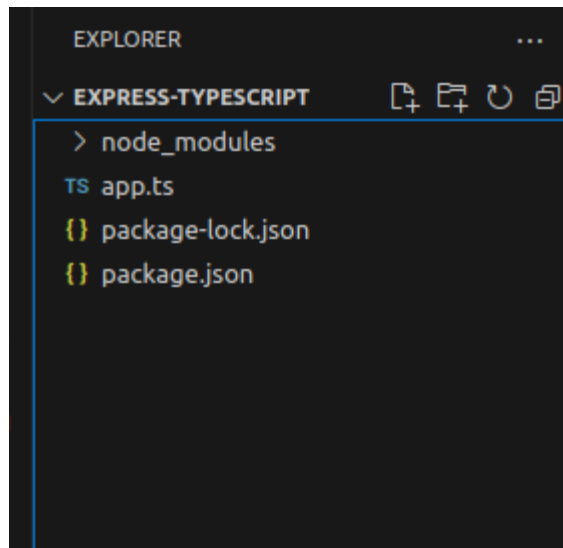 EXPLORER
EXPRESS-TYPESCRIPT
node_modules
TS app.ts
{} package-lock.json
{} package.json